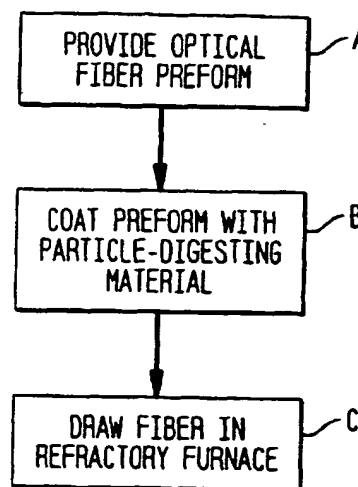 PROVIDE OPTICAL
FIBER PREFORM
A
COAT PREFORM WITH
PARTICLE-DIGESTING
MATERIAL
B
DRAW FIBER IN
REFRACTORY FURNACE
C